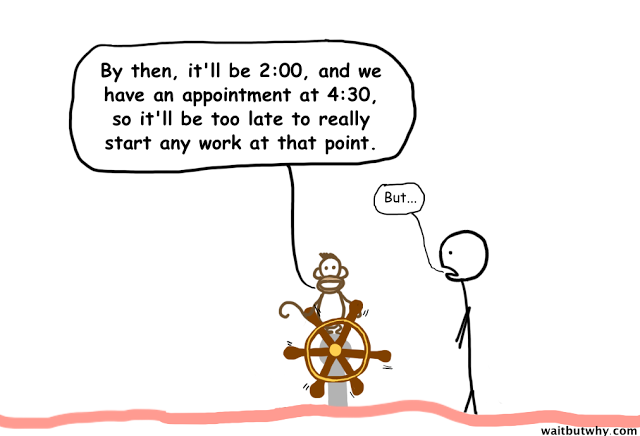 By then, it'll be 2:00, and we
have an appointment at 4:30,
so it'll be too late to really
start any work at that point.
But...
waitbutwhy.com